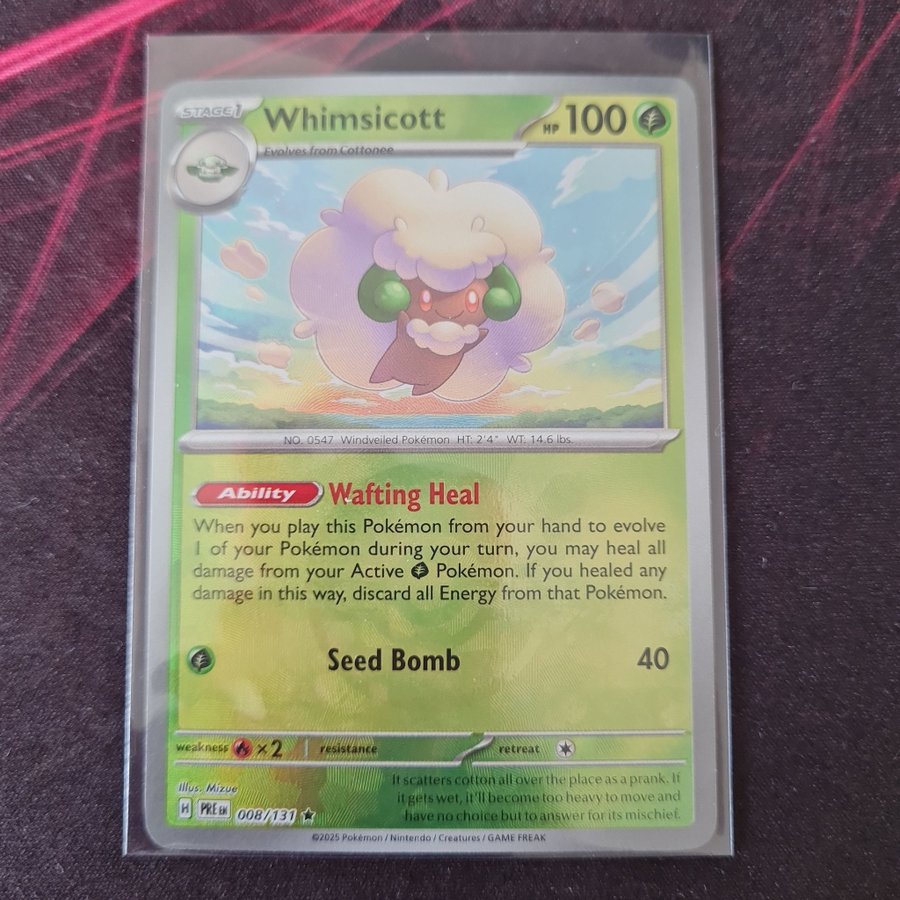 STAGE1 Whimsicott HP 100
Evolves from Cottonee
NO. 0547 Windveiled Pokémon HT: 2'4" WT: 14.6 lbs.
Ability Wafting Heal
When you play this Pokémon from your hand to evolve
1 of your Pokémon during your turn, you may heal all
damage from your Active Pokémon. If you healed any
damage in this way, discard all Energy from that Pokémon.
Seed Bomb 40
weakness ×2 resistance retreat
Illus. Mizue
H PRE EN 008/131 ★
It scatters cotton all over the place as a prank. If
it gets wet, it'll become too heavy to move and
have no choice but to answer for its mischief.
©2025 Pokémon / Nintendo / Creatures / GAME FREAK